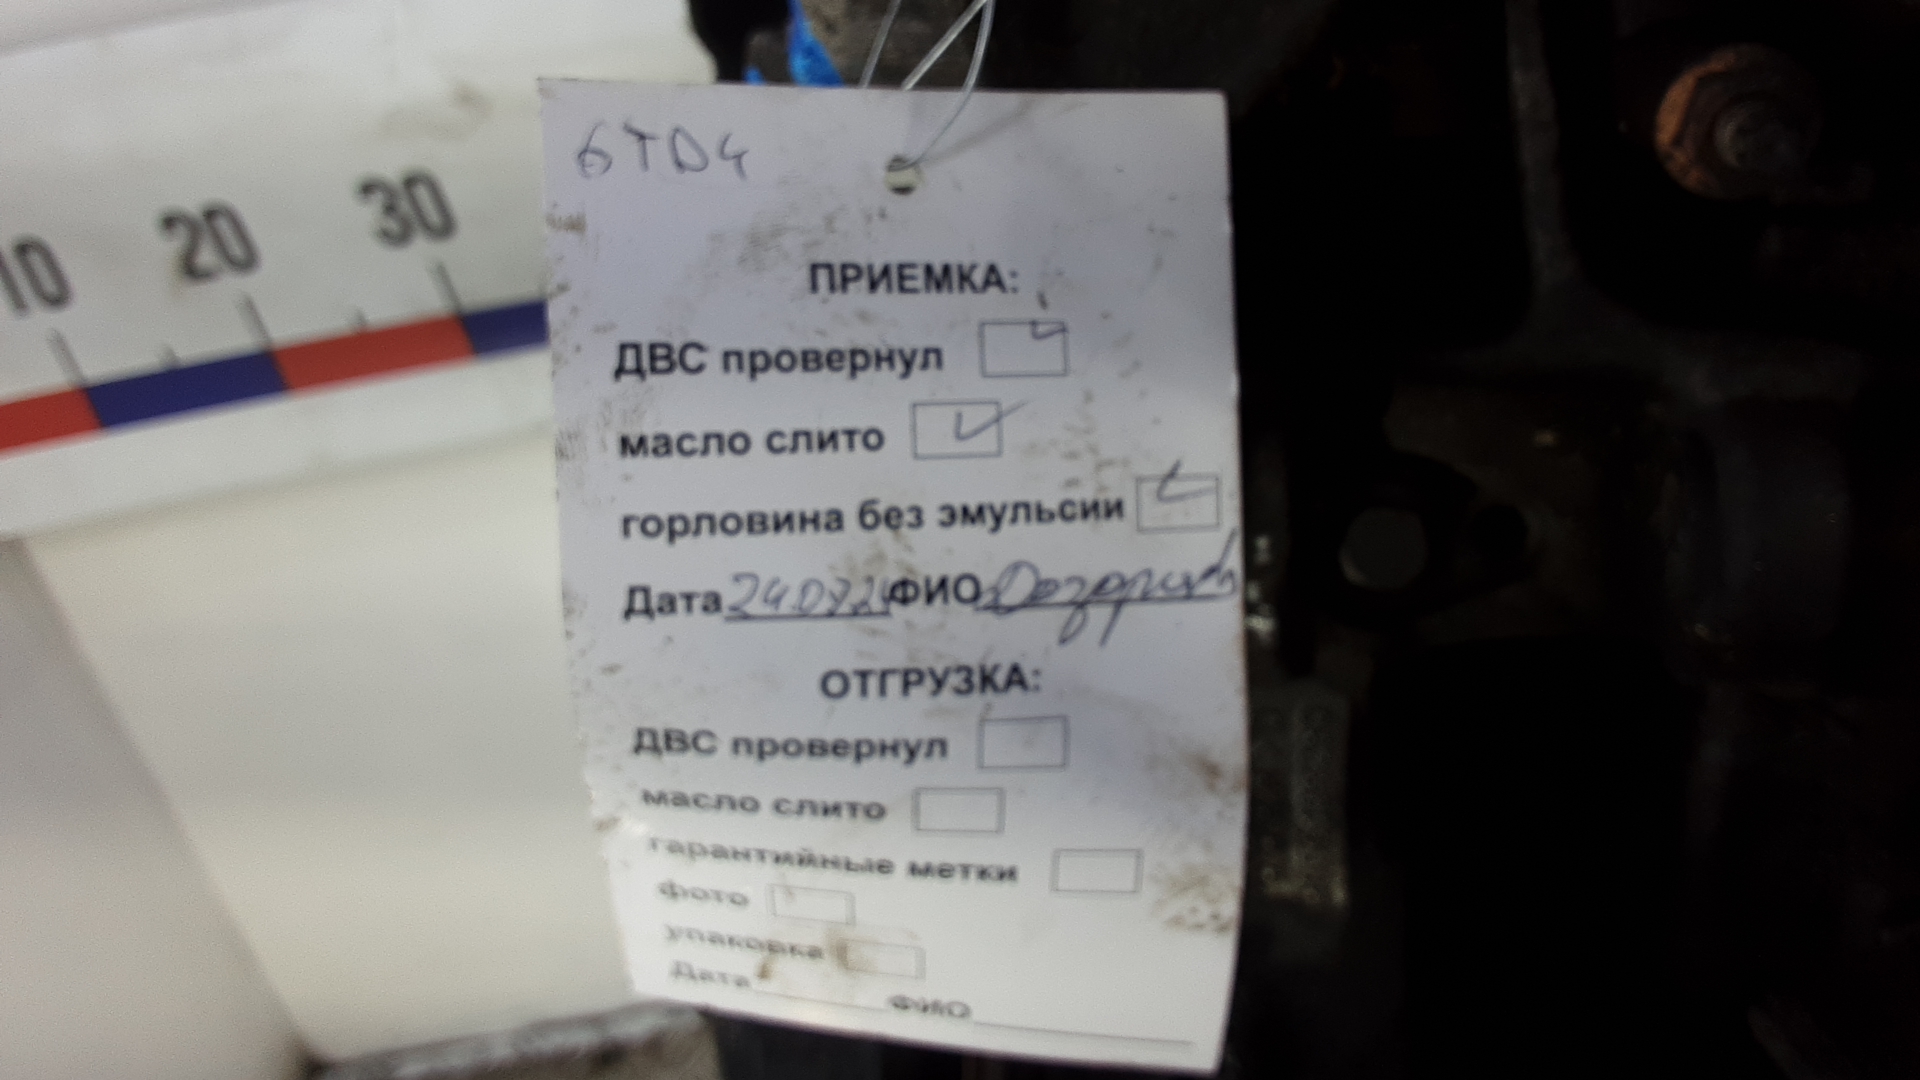 10 20 30
6TD4
ПРИЕМКА:
ДВС провернул
масло слито
горловина без эмульсии
Дата 24.07.24 ФИО
ОТГРУЗКА:
ДВС провернул
масло слито
гарантийные метки
фото
упаковка
Дата ФИО